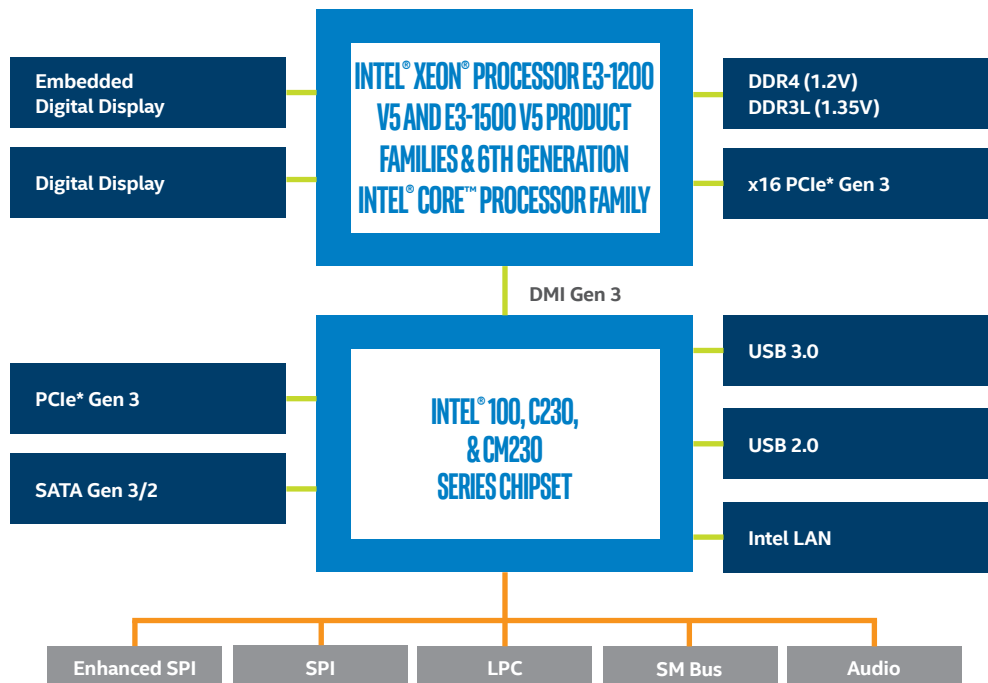 Embedded
Digital Display
Digital Display
INTEL® XEON® PROCESSOR E3-1200
V5 AND E3-1500 V5 PRODUCT
FAMILIES & 6TH GENERATION
INTEL® CORE™ PROCESSOR FAMILY
DDR4 (1.2V)
DDR3L (1.35V)
x16 PCIe* Gen 3
DMI Gen 3
PCIe* Gen 3
SATA Gen 3/2
INTEL® 100, C230,
& CM230
SERIES CHIPSET
USB 3.0
USB 2.0
Intel LAN
Enhanced SPI
SPI
LPC
SM Bus
Audio